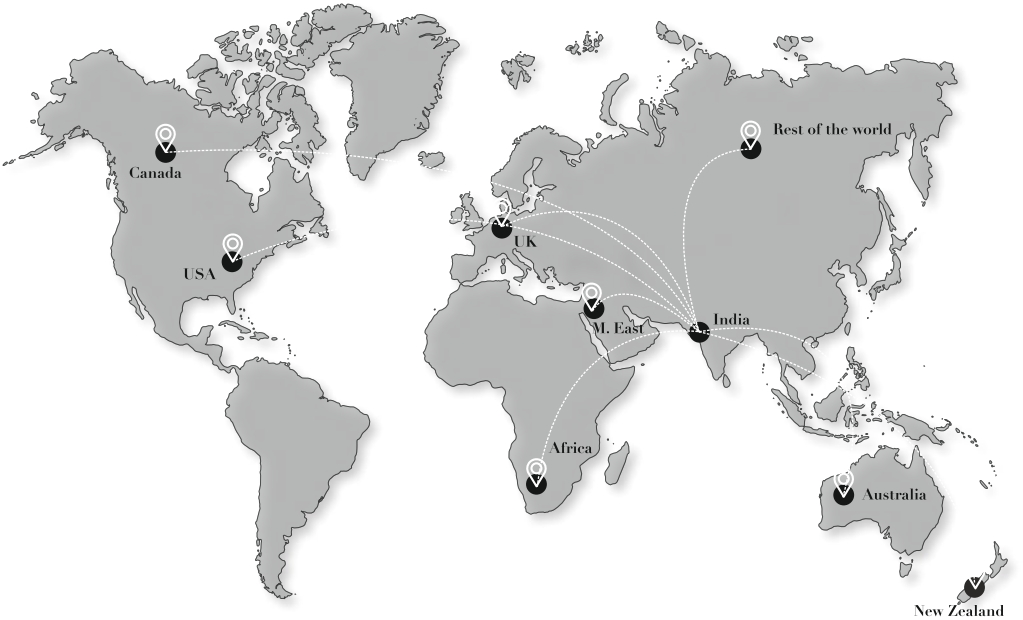 Rest of the world
Canada
UK
USA
India
M. East
Africa
Australia
New Zealand